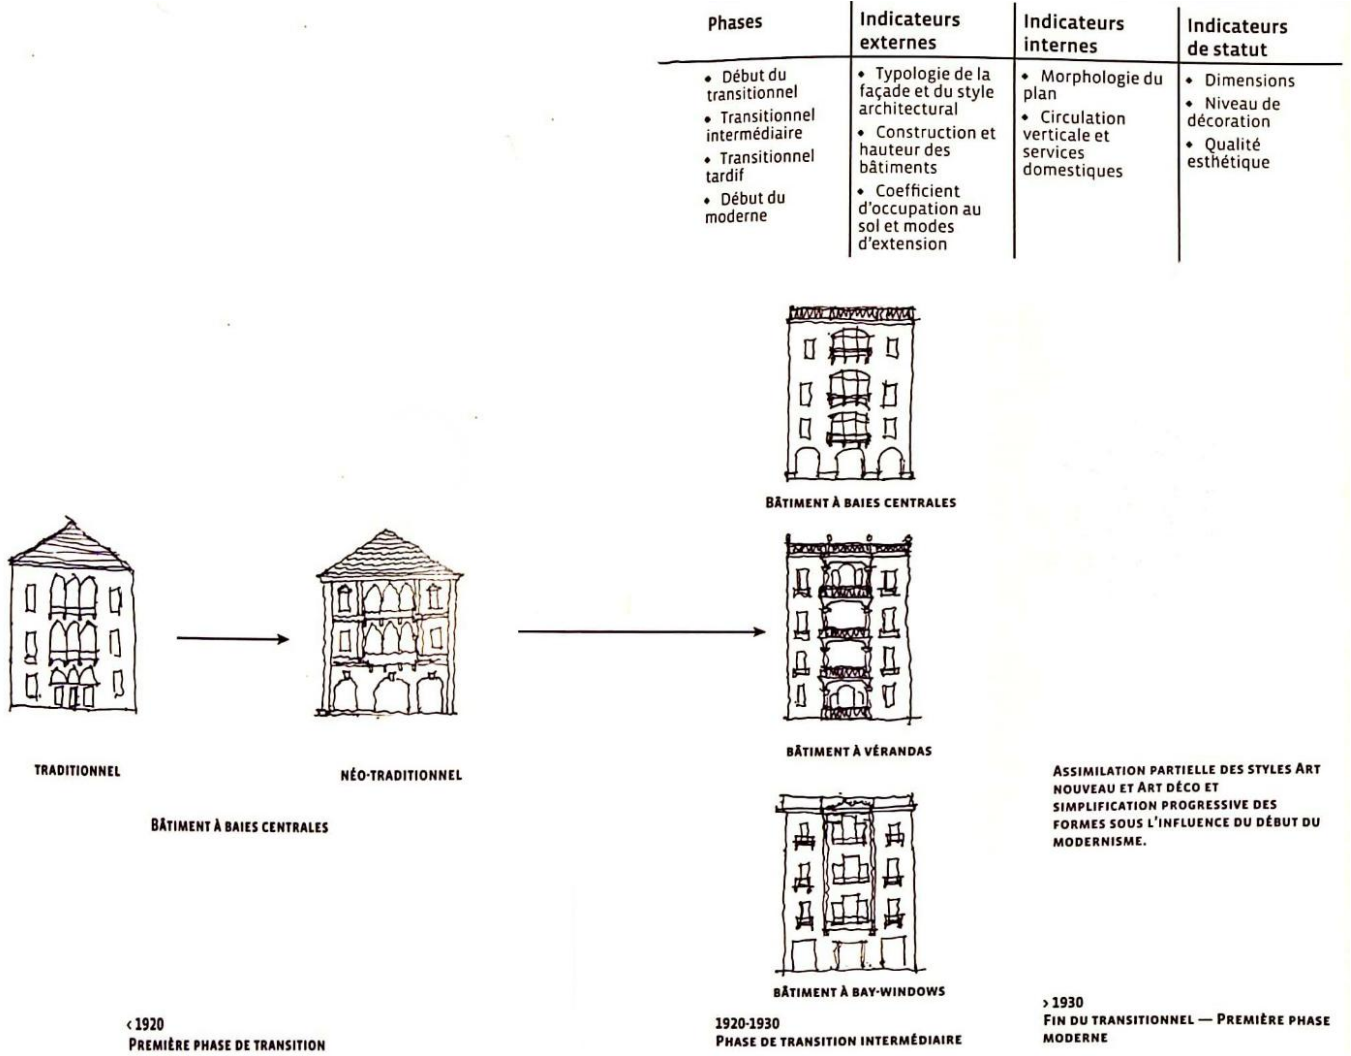 Phases
Indicateurs
externes
Indicateurs
internes
Indicateurs
de statut
• Début du
transitionnel
• Transitionnel
intermédiaire
• Transitionnel
tardif
• Début du
moderne
• Typologie de la
façade et du style
architectural
• Construction et
hauteur des
bâtiments
• Coefficient
d'occupation au
sol et modes
d'extension
• Morphologie du
plan
• Circulation
verticale et
services
domestiques
• Dimensions
• Niveau de
décoration
• Qualité
esthétique
BÂTIMENT À BAIES CENTRALES
BÂTIMENT À VÉRANDAS
TRADITIONNEL
NÉO-TRADITIONNEL
BÂTIMENT À BAIES CENTRALES
ASSIMILATION PARTIELLE DES STYLES ART
NOUVEAU ET ART DÉCO ET
SIMPLIFICATION PROGRESSIVE DES
FORMES SOUS L'INFLUENCE DU DÉBUT DU
MODERNISME.
BÂTIMENT À BAY-WINDOWS
< 1920
PREMIÈRE PHASE DE TRANSITION
1920-1930
PHASE DE TRANSITION INTERMÉDIAIRE
> 1930
FIN DU TRANSITIONNEL — PREMIÈRE PHASE
MODERNE